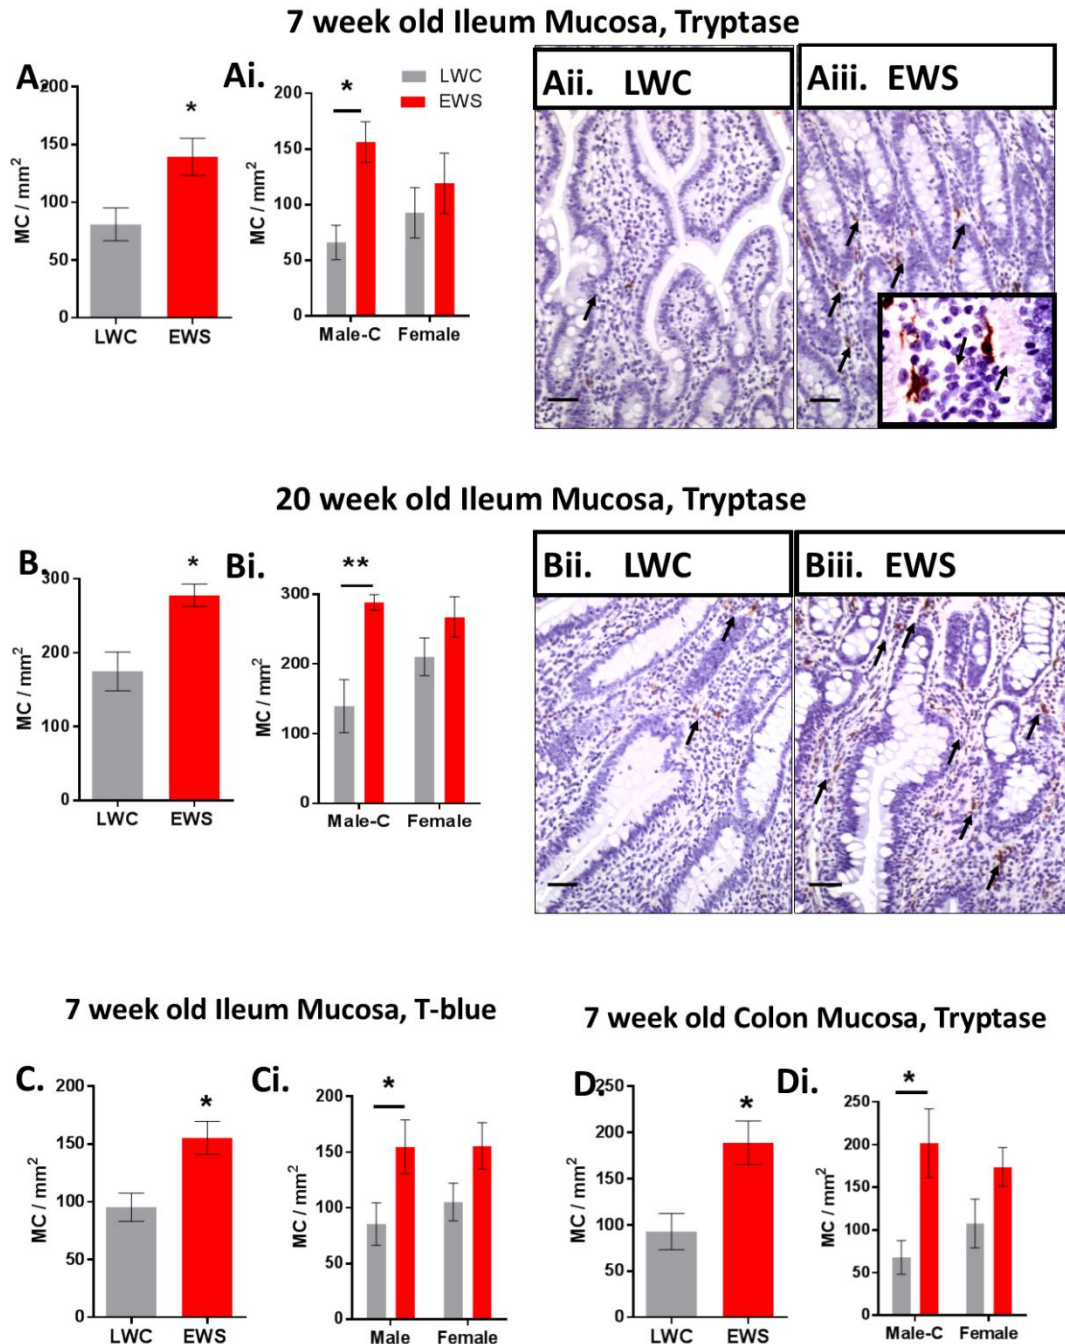 7 week old Ileum Mucosa, Tryptase
A.
MC / mm²
200
150
100
50
0
LWC
EWS
*
Ai.
LWC
EWS
MC / mm²
200
150
100
50
0
*
Male-C
Female
Aii. LWC
Aiii. EWS
20 week old Ileum Mucosa, Tryptase
B.
MC / mm²
300
200
100
0
LWC
EWS
*
Bi.
MC / mm²
300
200
100
0
**
Male-C
Female
Bii. LWC
Biii. EWS
7 week old Ileum Mucosa, T-blue
C.
MC / mm²
200
150
100
50
0
LWC
EWS
*
Ci.
MC / mm²
200
150
100
50
0
*
Male
Female
7 week old Colon Mucosa, Tryptase
D.
MC / mm²
250
200
150
100
50
0
LWC
EWS
*
Di.
MC / mm²
250
200
150
100
50
0
*
Male-C
Female